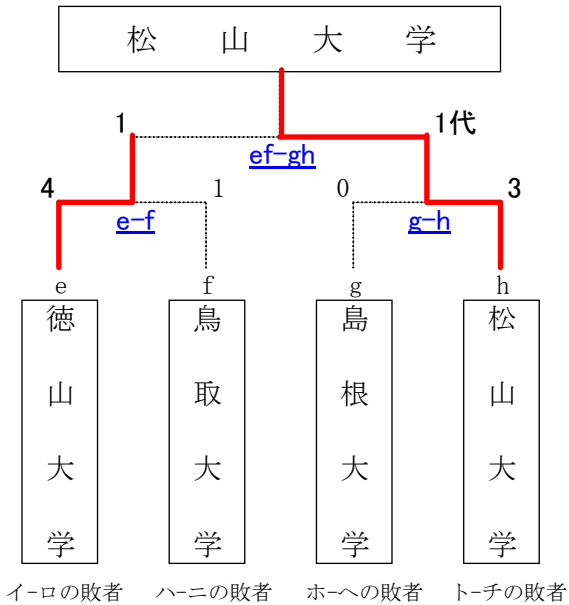 松山大学
1 1代
ef-gh
4 1 0 3
e-f g-h
e f g h
徳山大学
鳥取大学
島根大学
松山大学
イ-ロの敗者 ハ-ニの敗者 ホ-ヘの敗者 ト-チの敗者